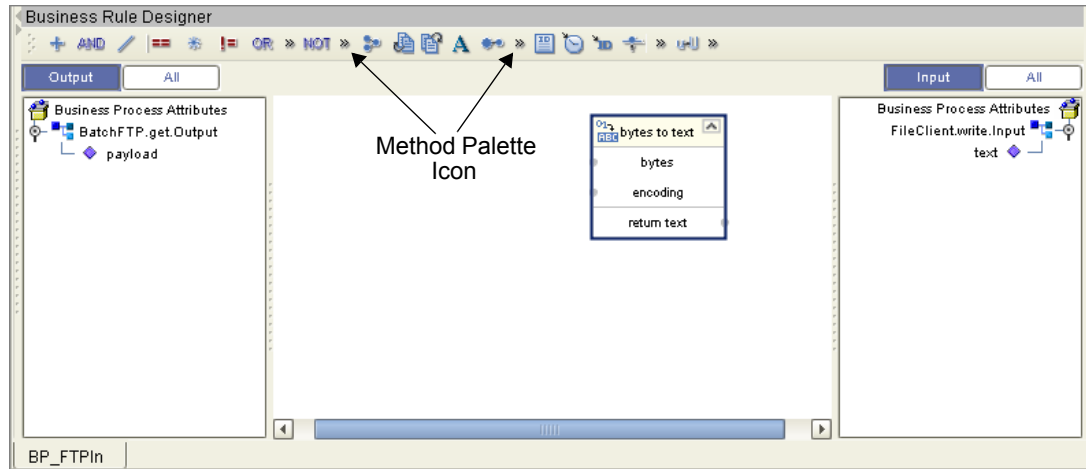 Business Rule Designer
AND == != OR » NOT » A » » »
Output All Input All
Business Process Attributes
BatchFTP.get.Output
payload
Method Palette
Icon
bytes to text
bytes
encoding
return text
Business Process Attributes
FileClient.write.Input
text
BP_FTPIn